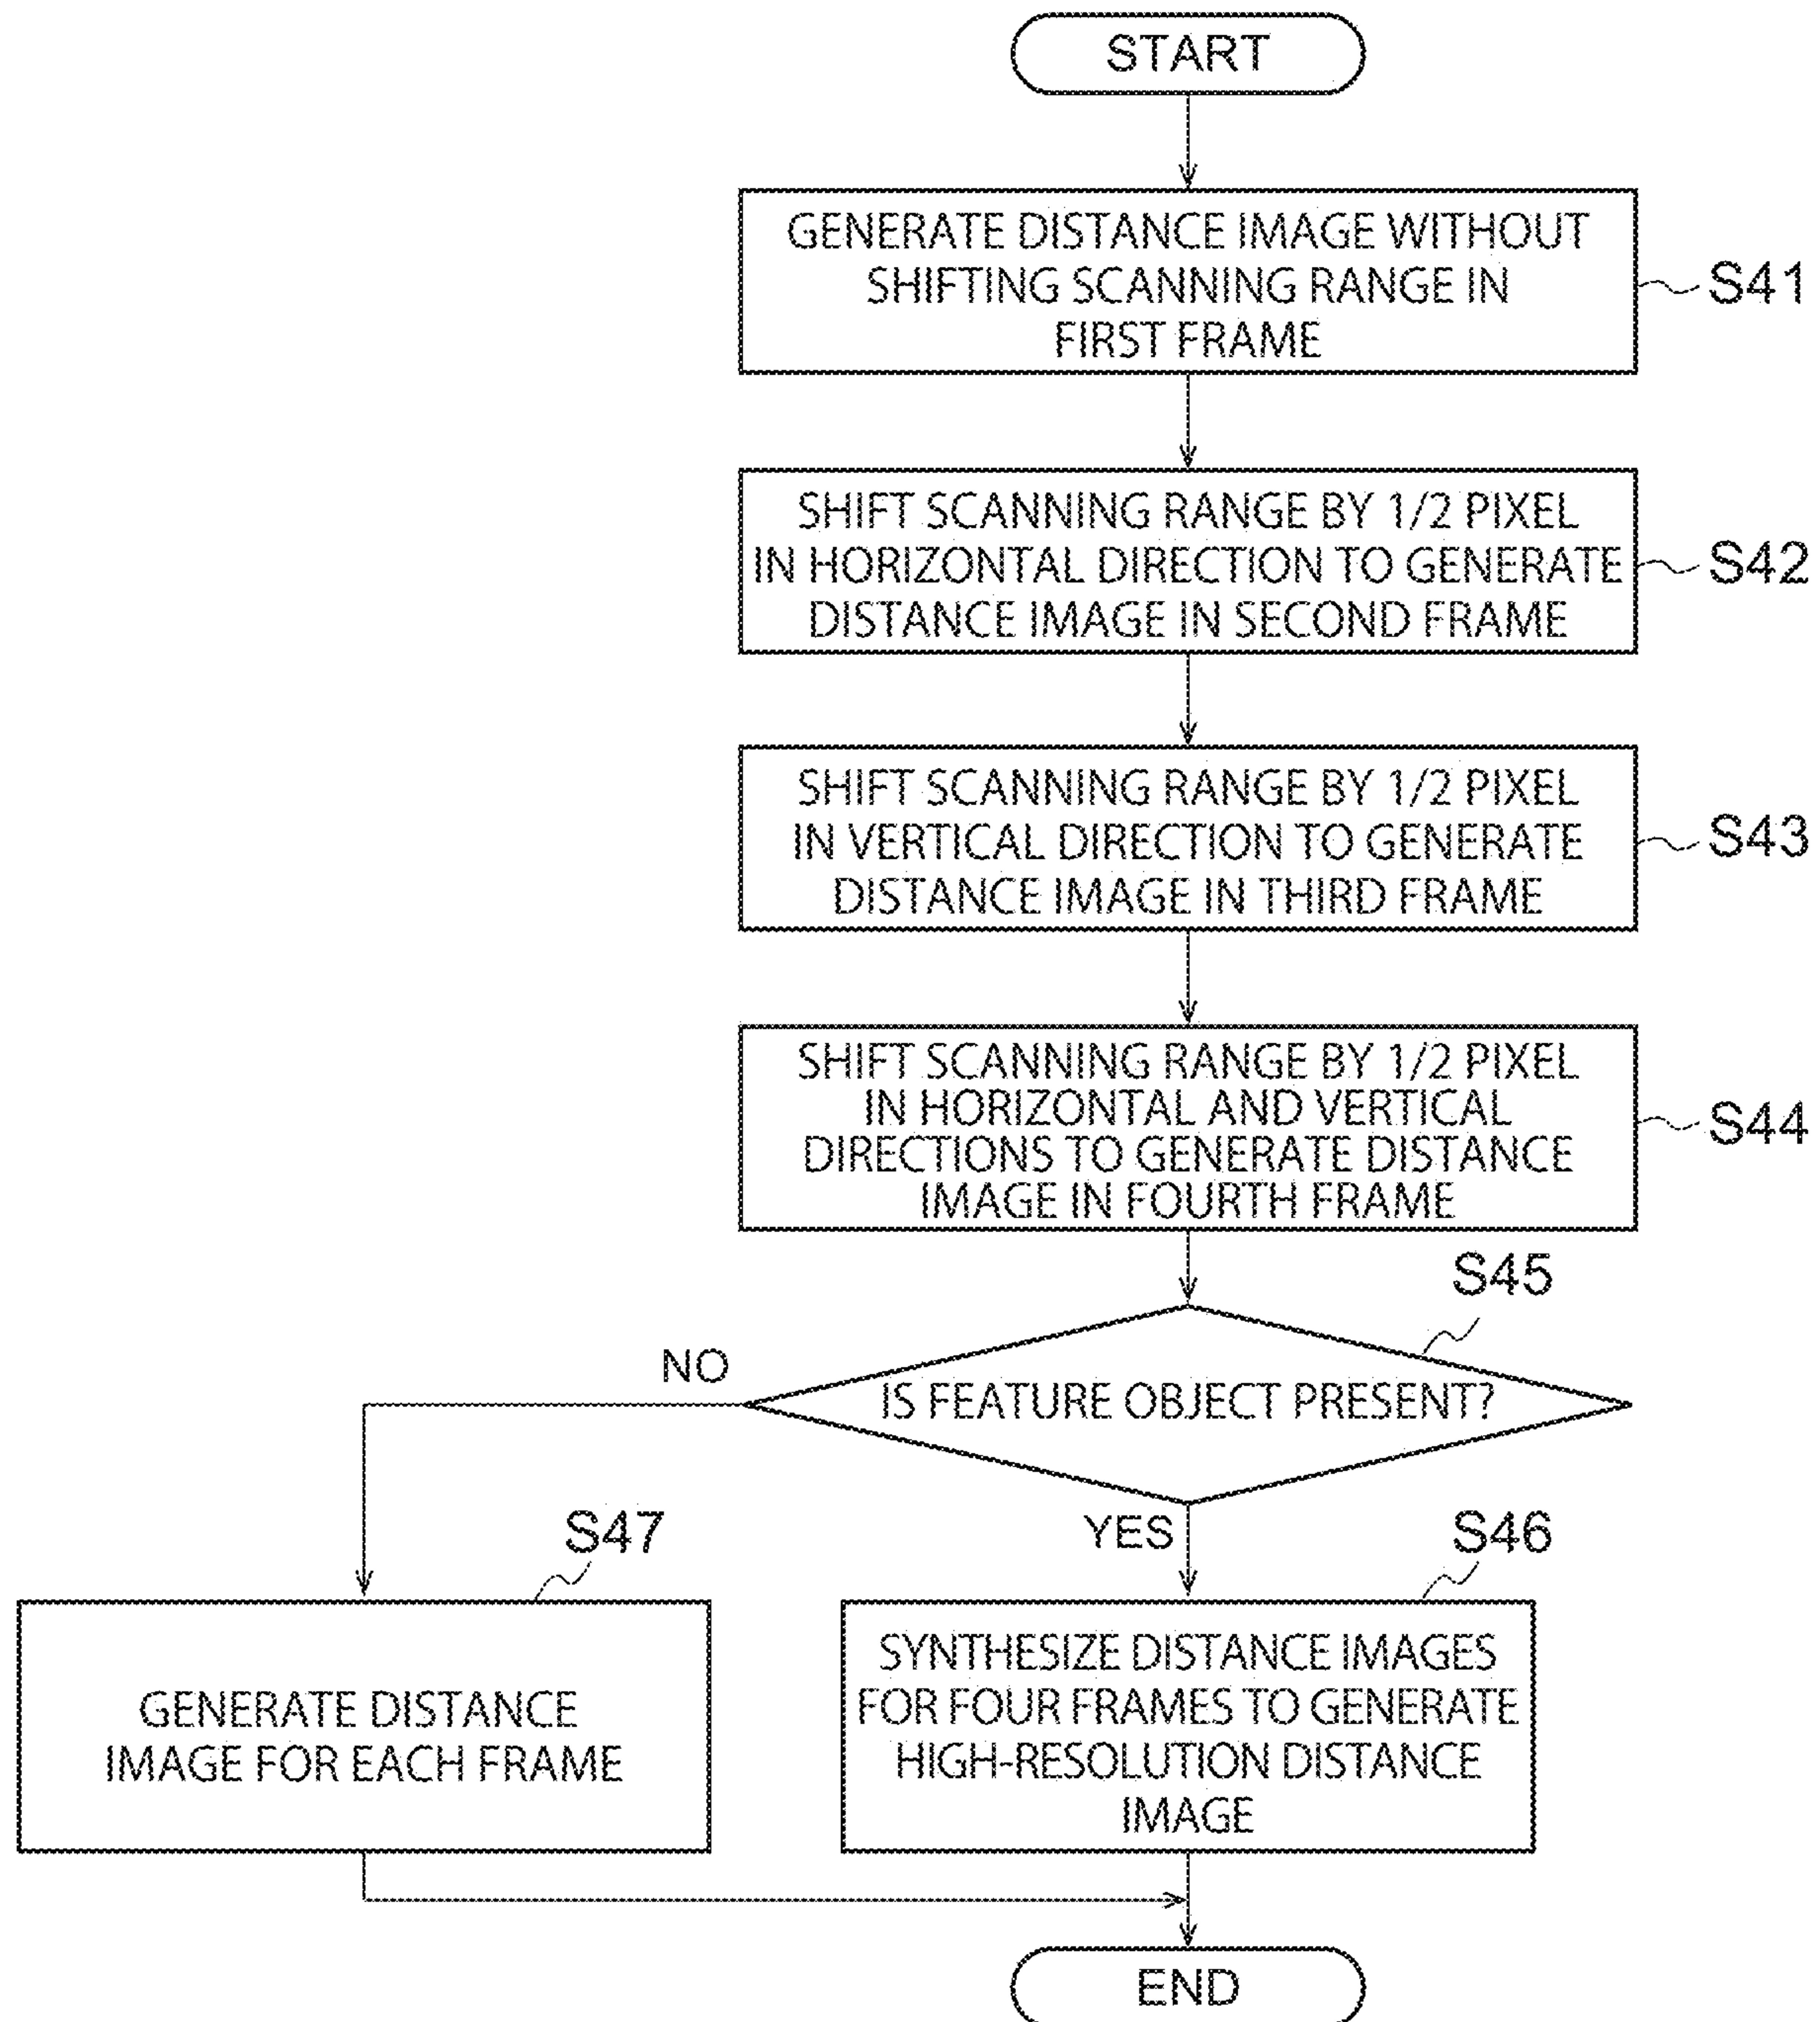 START
GENERATE DISTANCE IMAGE WITHOUT
SHIFTING SCANNING RANGE IN
FIRST FRAME
S41
SHIFT SCANNING RANGE BY 1/2 PIXEL
IN HORIZONTAL DIRECTION TO GENERATE
DISTANCE IMAGE IN SECOND FRAME
S42
SHIFT SCANNING RANGE BY 1/2 PIXEL
IN VERTICAL DIRECTION TO GENERATE
DISTANCE IMAGE IN THIRD FRAME
S43
SHIFT SCANNING RANGE BY 1/2 PIXEL
IN HORIZONTAL AND VERTICAL
DIRECTIONS TO GENERATE DISTANCE
IMAGE IN FOURTH FRAME
S44
S45
NO
IS FEATURE OBJECT PRESENT?
YES
S47
S46
GENERATE DISTANCE
IMAGE FOR EACH FRAME
SYNTHESIZE DISTANCE IMAGES
FOR FOUR FRAMES TO GENERATE
HIGH-RESOLUTION DISTANCE
IMAGE
END